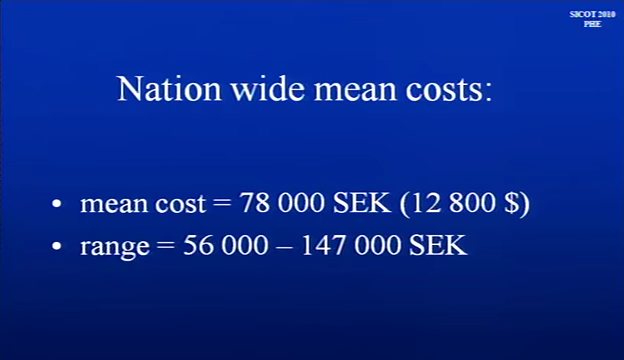 SICOT 2010
PHE
Nation wide mean costs:
• mean cost = 78 000 SEK (12 800 $)
• range = 56 000 – 147 000 SEK